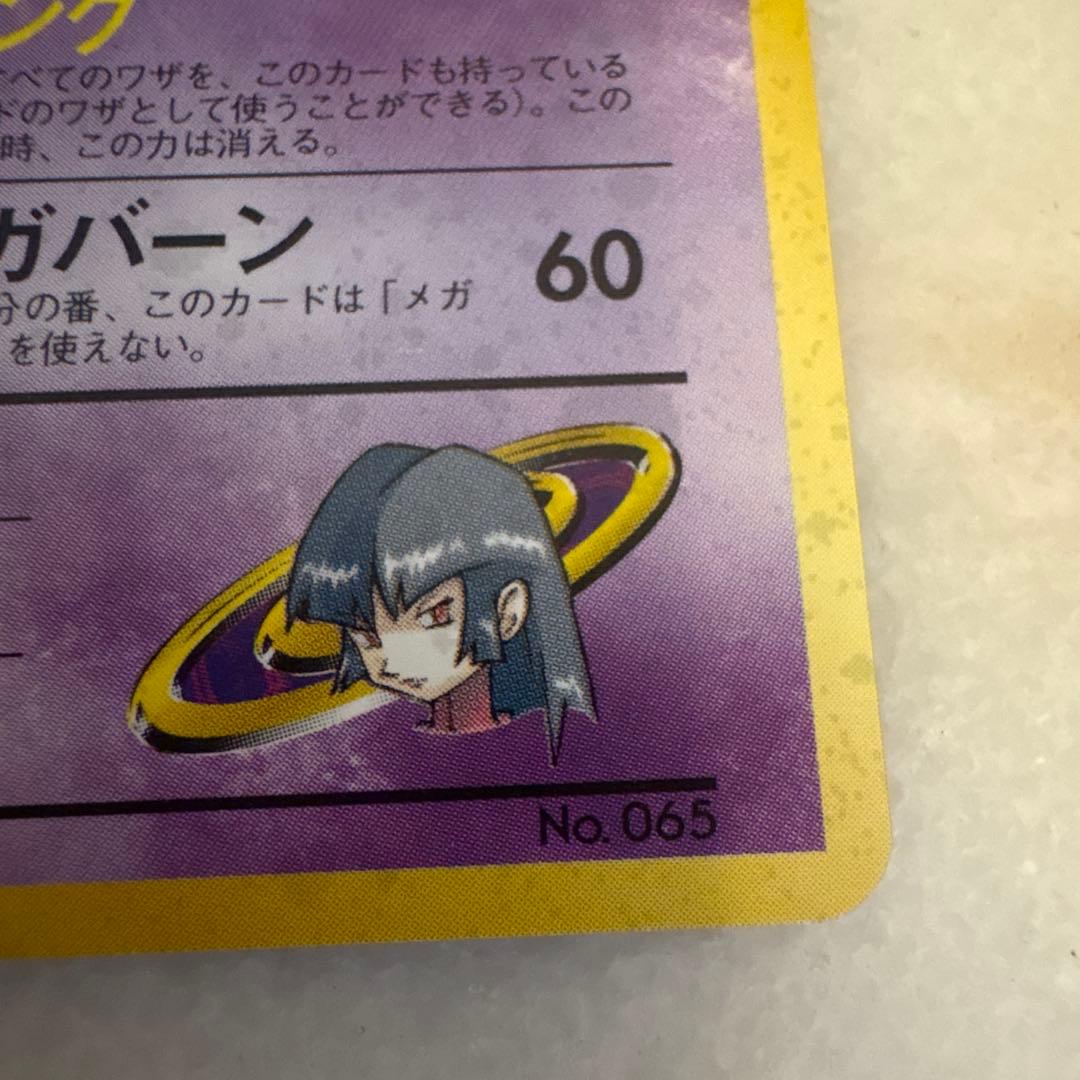 ング
べてのワザを、このカードも持っている
ドのワザとして使うことができる)。この
時、この力は消える。
ガバーン 60
分の番、このカードは「メガ
を使えない。
No. 065